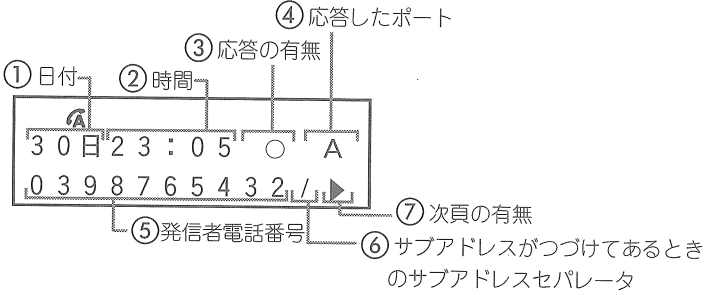 ④応答したポート
③応答の有無
①日付 ②時間
A
30日23:05 ○ A
0398765432/▶
⑦次頁の有無
⑤発信者電話番号
⑥サブアドレスがつづけてあるとき
のサブアドレスセパレータ